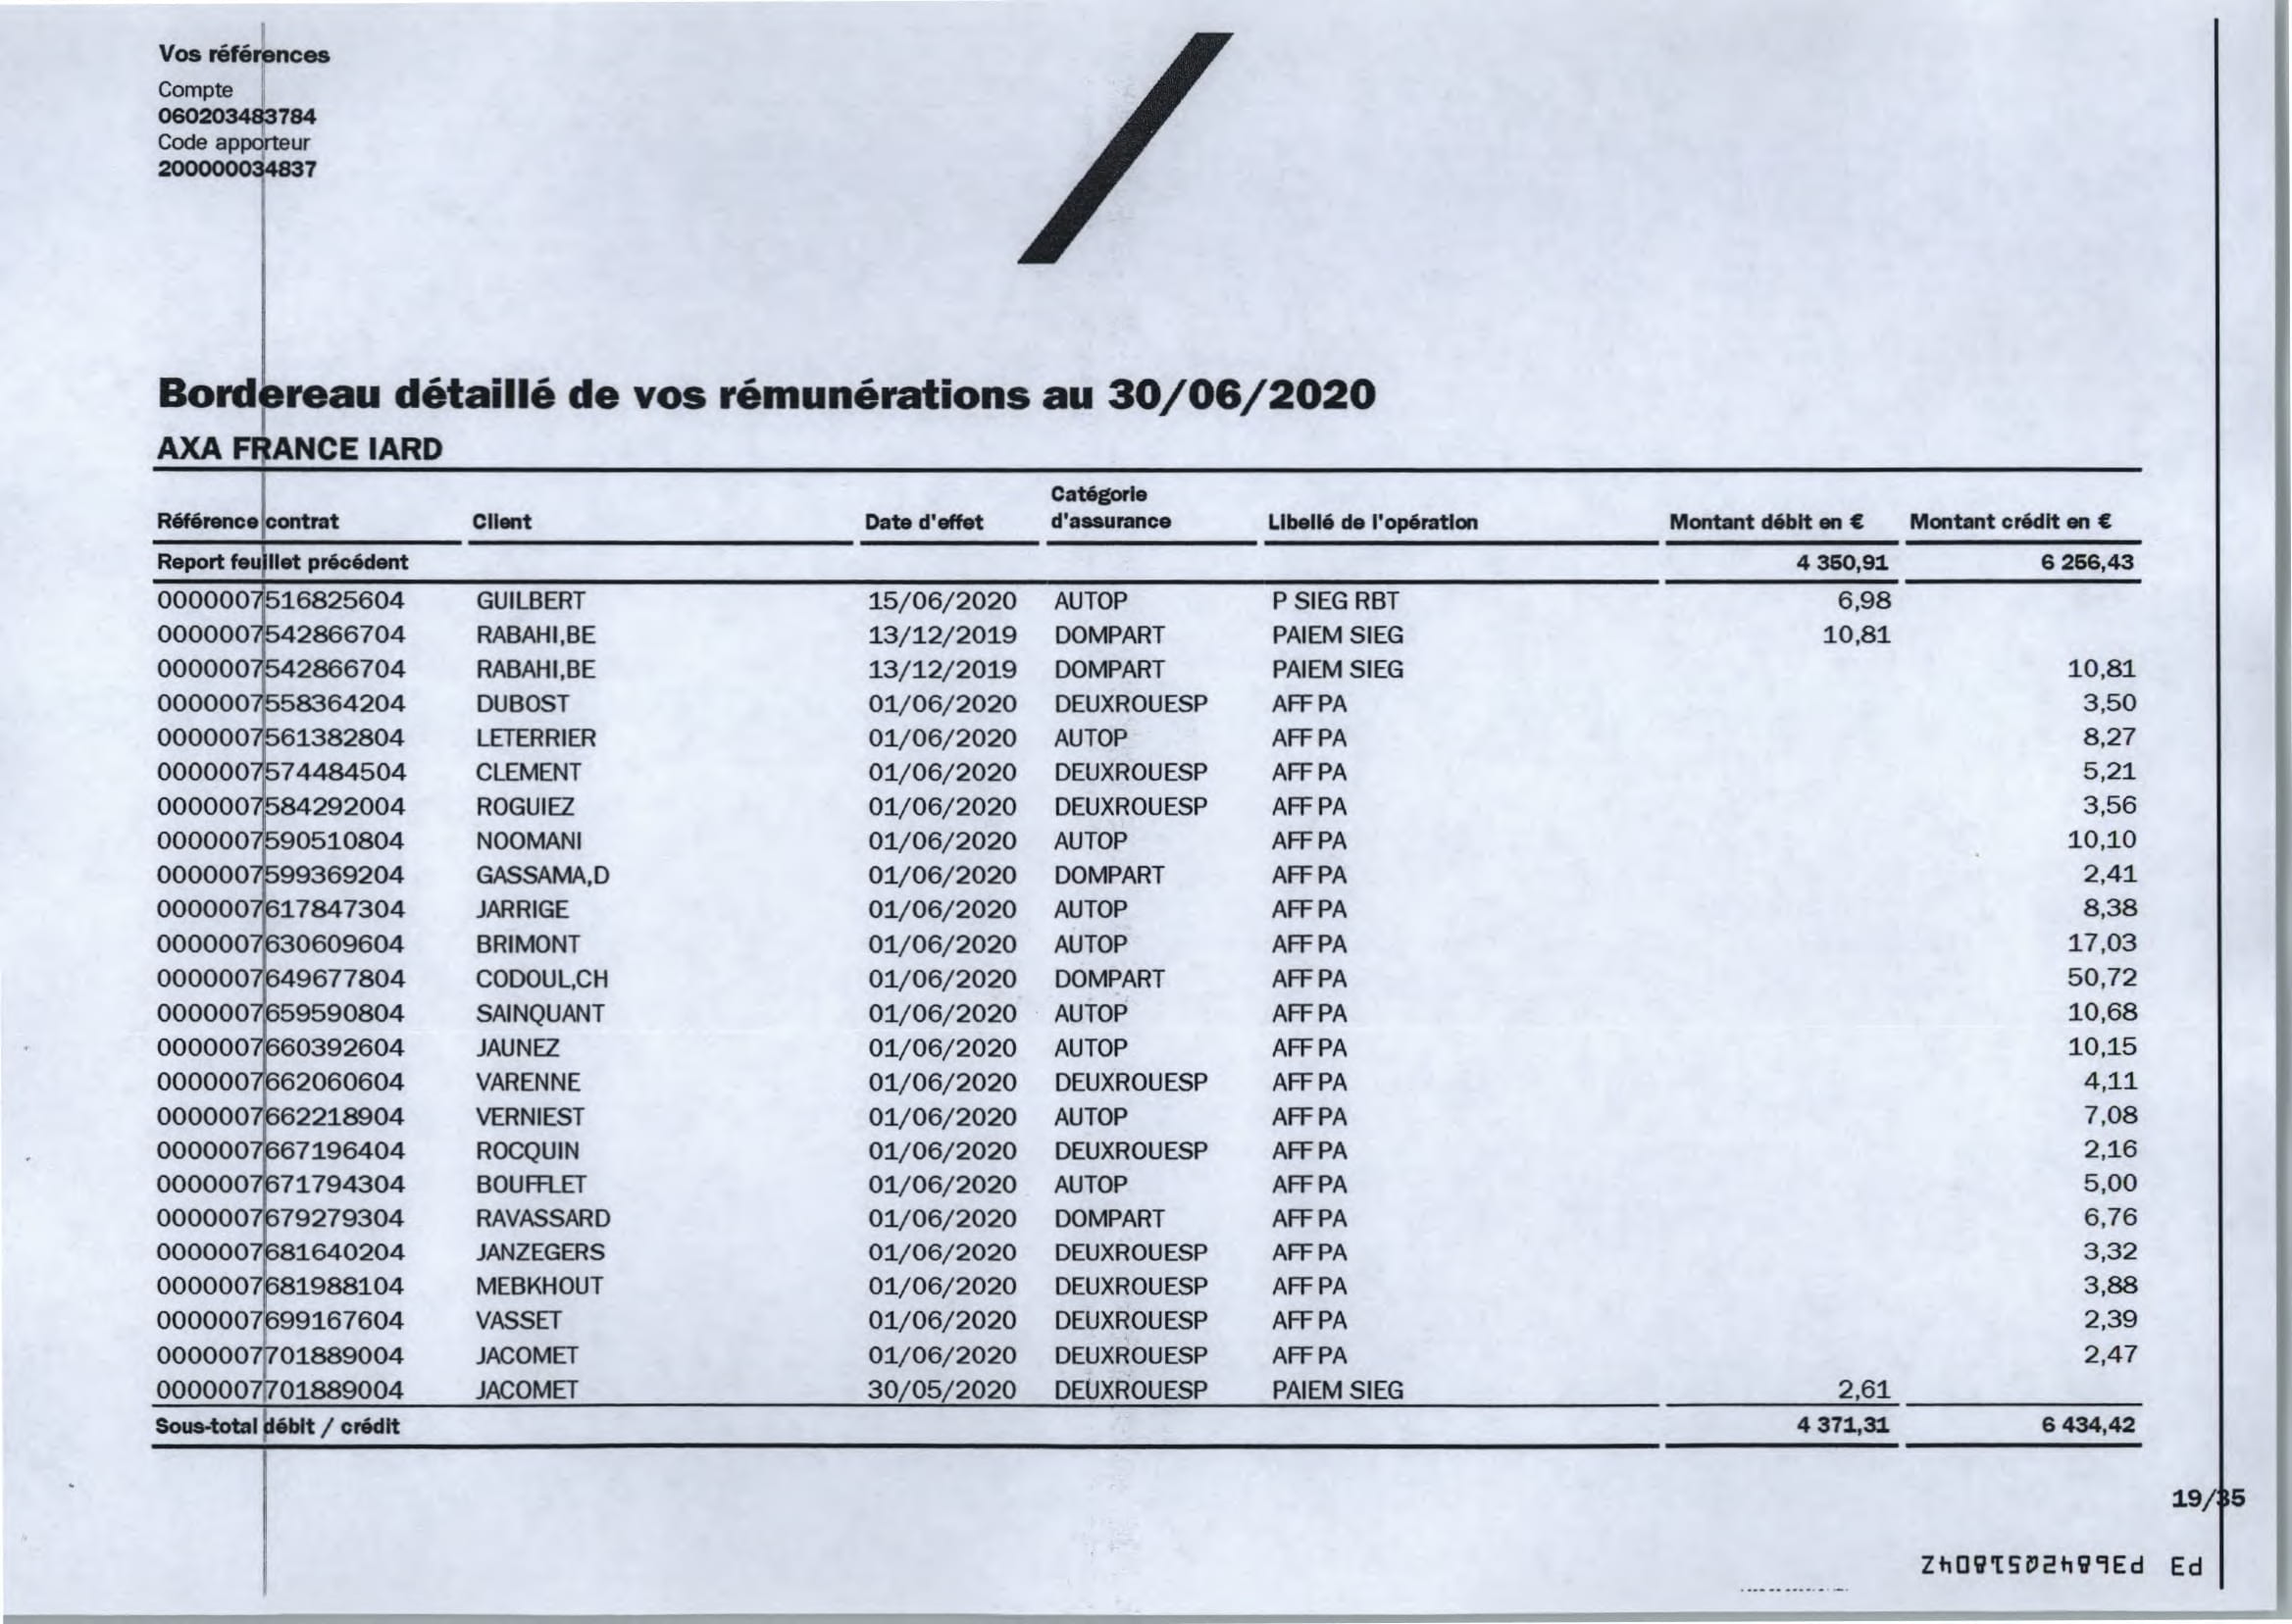 Vos références
Compte
060203483784
Code apporteur
200000034837
Bordereau détaillé de vos rémunérations au 30/06/2020
AXA FRANCE IARD
Référence contrat Client Date d'effet Catégorie d'assurance Libellé de l'opération Montant débit en € Montant crédit en €
Report feuillet précédent 4 350,91 6 256,43
0000007516825604 GUILBERT 15/06/2020 AUTOP P SIEG RBT 6,98
0000007542866704 RABAHI,BE 13/12/2019 DOMPART PAIEM SIEG 10,81
0000007542866704 RABAHI,BE 13/12/2019 DOMPART PAIEM SIEG 10,81
0000007558364204 DUBOST 01/06/2020 DEUXROUESP AFF PA 3,50
0000007561382804 LETERRIER 01/06/2020 AUTOP AFF PA 8,27
0000007574484504 CLEMENT 01/06/2020 DEUXROUESP AFF PA 5,21
0000007584292004 ROGUIEZ 01/06/2020 DEUXROUESP AFF PA 3,56
0000007590510804 NOOMANI 01/06/2020 AUTOP AFF PA 10,10
0000007599369204 GASSAMA,D 01/06/2020 DOMPART AFF PA 2,41
0000007617847304 JARRIGE 01/06/2020 AUTOP AFF PA 8,38
0000007630609604 BRIMONT 01/06/2020 AUTOP AFF PA 17,03
0000007649677804 CODOUL,CH 01/06/2020 DOMPART AFF PA 50,72
0000007659590804 SAINQUANT 01/06/2020 AUTOP AFF PA 10,68
0000007660392604 JAUNEZ 01/06/2020 AUTOP AFF PA 10,15
0000007662060604 VARENNE 01/06/2020 DEUXROUESP AFF PA 4,11
0000007662218904 VERNIEST 01/06/2020 AUTOP AFF PA 7,08
0000007667196404 ROCQUIN 01/06/2020 DEUXROUESP AFF PA 2,16
0000007671794304 BOUFFLET 01/06/2020 AUTOP AFF PA 5,00
0000007679279304 RAVASSARD 01/06/2020 DOMPART AFF PA 6,76
0000007681640204 JANZEGERS 01/06/2020 DEUXROUESP AFF PA 3,32
0000007681988104 MEBKHOUT 01/06/2020 DEUXROUESP AFF PA 3,88
0000007699167604 VASSET 01/06/2020 DEUXROUESP AFF PA 2,39
0000007701889004 JACOMET 01/06/2020 DEUXROUESP AFF PA 2,47
0000007701889004 JACOMET 30/05/2020 DEUXROUESP PAIEM SIEG 2,61
Sous-total débit / crédit 4 371,31 6 434,42
19/35